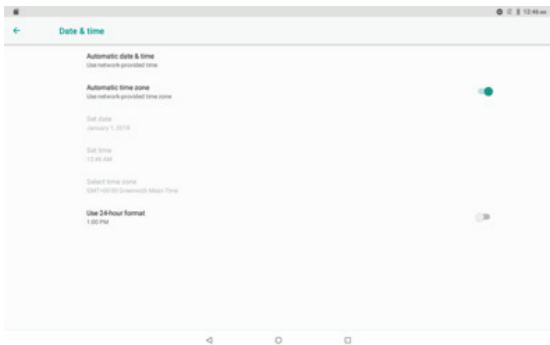 12:46 AM
Date & time
Automatic date & time
Use network-provided time
Automatic time zone
Use network-provided time zone
Set date
January 1, 2019
Set time
12:46 AM
Select time zone
GMT+00:00 Greenwich Mean Time
Use 24-hour format
1:00 PM